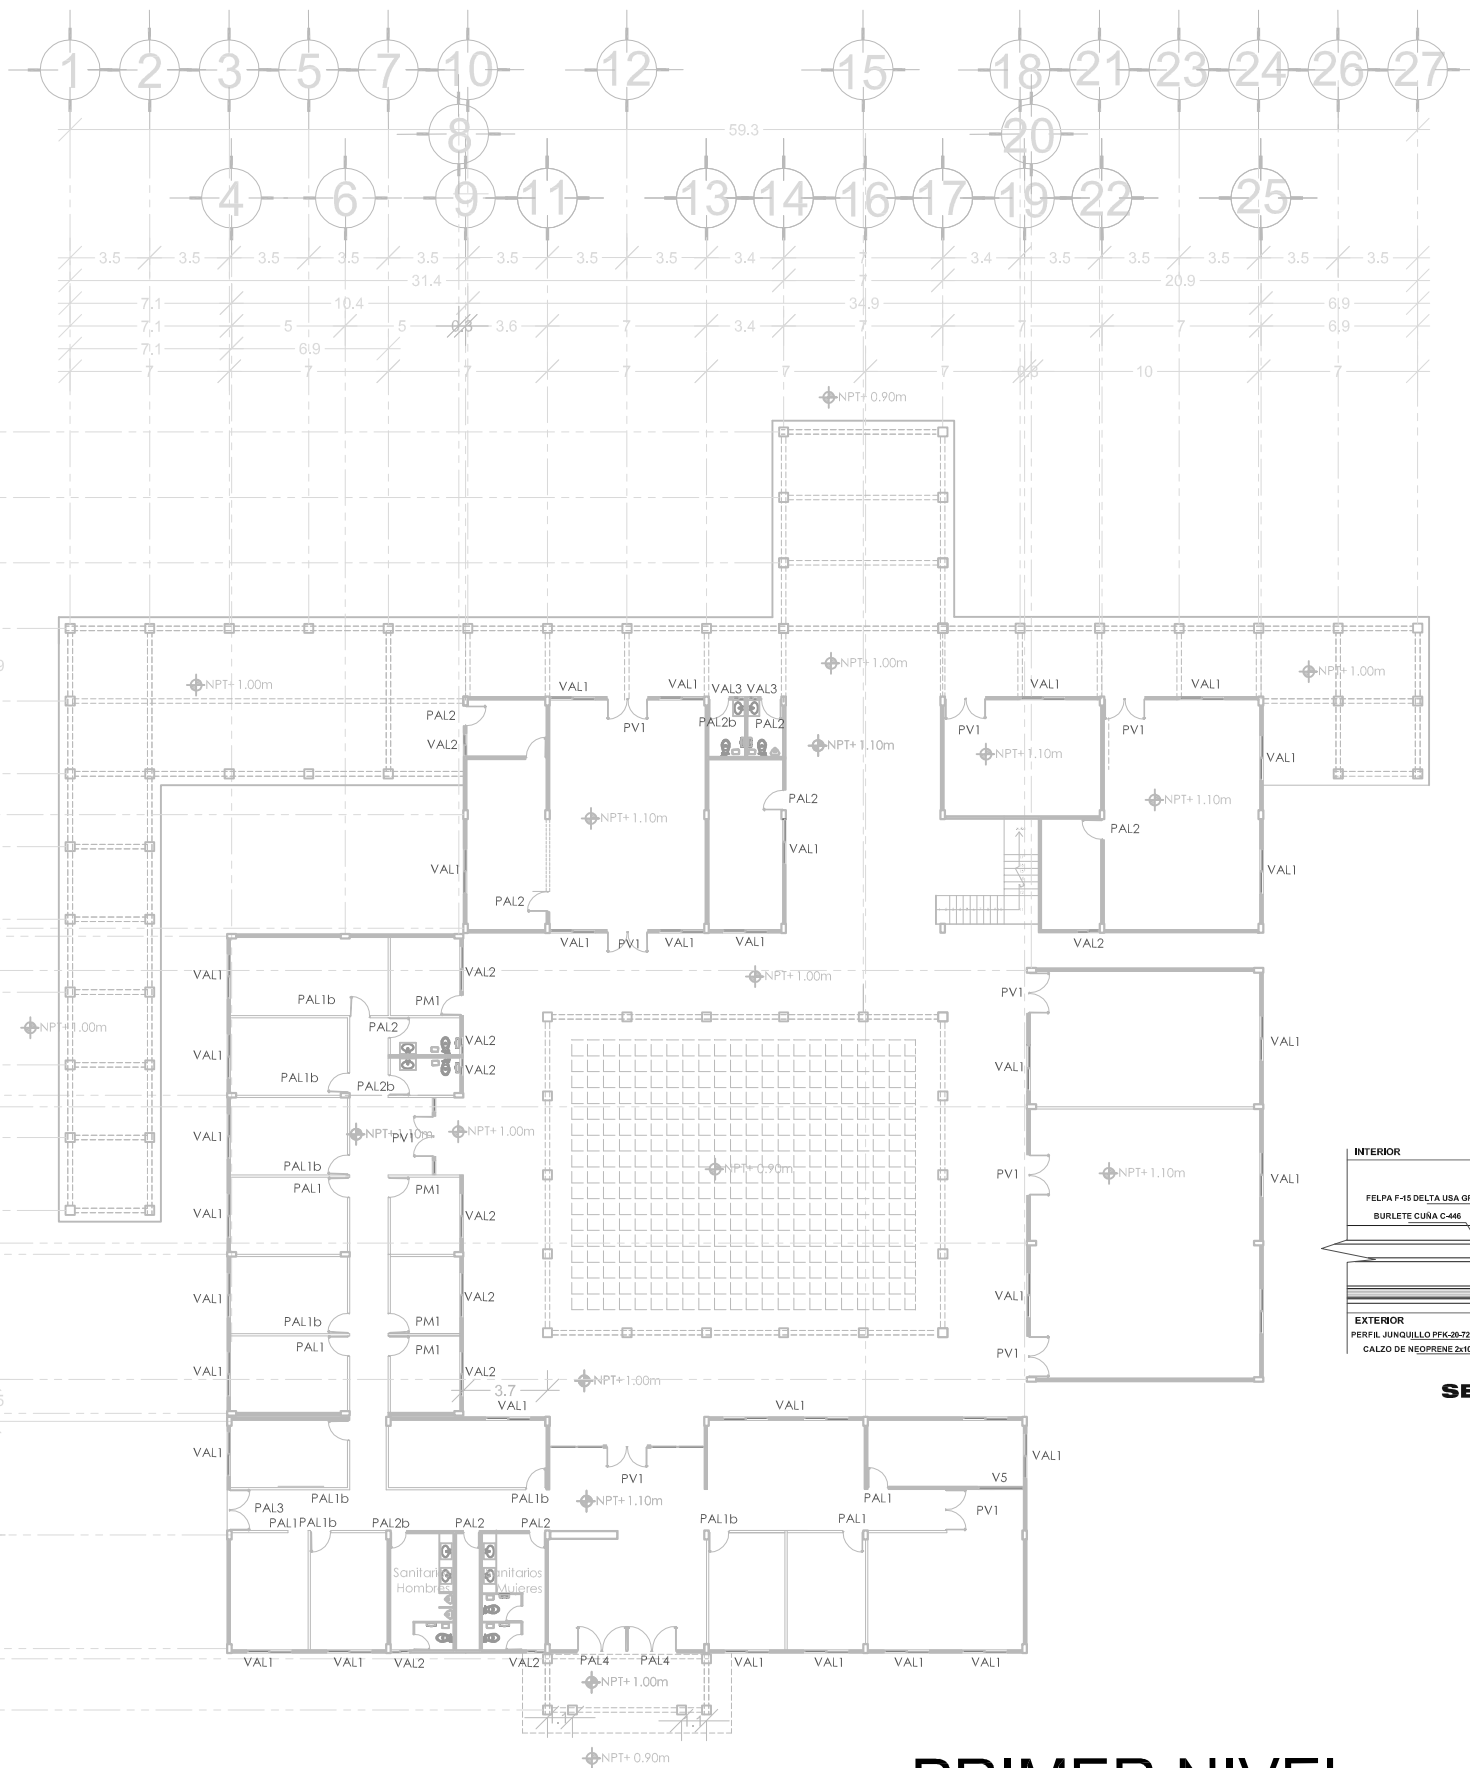 1 2 3 5 7 10 12 15 18 21 23 24 26 27
8 20
59.3
4 6 9 11 13 14 16 17 19 22 25
3.5 3.5 3.5 3.5 3.5 3.5 3.5 3.5 3.4 7 3.4 3.5 3.5 3.5 3.5 3.5
31.4 7 20.9
7.1 10.4 34.9 6.9
7.1 5 5 3.6 7 3.4 7 7 7 6.9
7.1 6.9
7 7 7 7 7 7 10 7
NPT+ 0.90m
NPT+ 1.00m
NPT+ 1.00m
NPT+ 1.00m
VAL1 VAL1 VAL3 VAL3 VAL1 VAL1
PAL2 PV1 PAL2b PAL2 PV1 PV1
VAL2 NPT+ 1.10m NPT+ 1.10m VAL1
PAL2 NPT+ 1.10m
NPT+ 1.10m PAL2
VAL1 VAL1 VAL1
PAL2
VAL1 PV1 VAL1 VAL1 VAL2
VAL1 VAL2 NPT+ 1.00m
PAL1b PM1 PV1
NPT+ 1.00m PAL2
VAL1 VAL2 VAL1
PAL1b PAL2b VAL2 VAL1
VAL1 NPT+ 1.10m PV1 NPT+ 1.00m
PAL1b NPT+ 0.90m PV1 NPT+ 1.10m VAL1
PAL1 PM1
VAL1 VAL2
VAL1 VAL2 VAL1
PAL1b PM1
PAL1 PM1 PV1
VAL1 VAL2 NPT+ 1.00m
3.7
VAL1 VAL1
VAL1 VAL1
PV1 V5
PAL1b PAL1b NPT+ 1.10m PAL1 PV1
PAL3
PAL1 PAL1b PAL2b PAL2 PAL2 PAL1b PAL1
Hombres Mujeres
VAL1 VAL1 VAL2 VAL2 PAL4 PAL4 VAL1 VAL1 VAL1 VAL1
NPT+ 1.00m
NPT+ 0.90m
INTERIOR
FELPA F-15 DELTA USA
BURLETE CUÑA C-446
EXTERIOR
PERFIL JUNQUILLO
CALZO DE NEOPRENE
PRIMER NIVEL